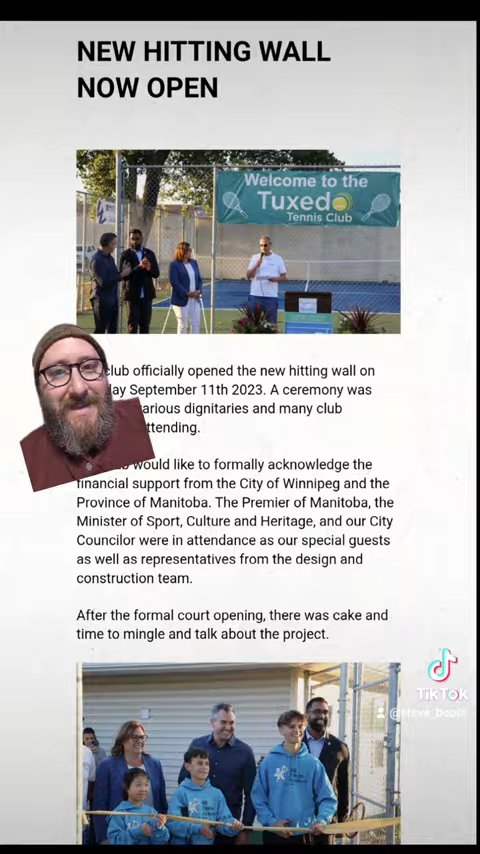 NEW HITTING WALL
NOW OPEN
Welcome to the
Tuxedo
Tennis Club
club officially opened the new hitting wall on
day September 11th 2023. A ceremony was
various dignitaries and many club
attending.
would like to formally acknowledge the
financial support from the City of Winnipeg and the
Province of Manitoba. The Premier of Manitoba, the
Minister of Sport, Culture and Heritage, and our City
Councilor were in attendance as our special guests
as well as representatives from the design and
construction team.
After the formal court opening, there was cake and
time to mingle and talk about the project.
TikTok